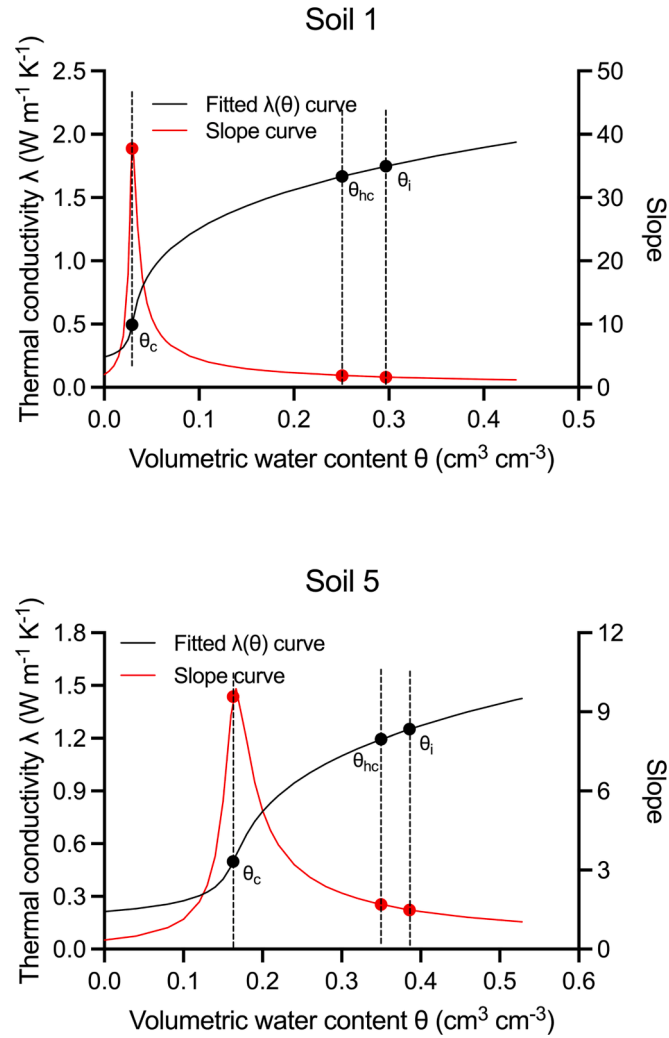 Soil 1
Thermal conductivity λ (W m⁻¹ K⁻¹)
2.5
2.0
1.5
1.0
0.5
0.0
Fitted λ(θ) curve
Slope curve
θc
θhc
θi
50
40
30
20
10
0
Slope
0.0 0.1 0.2 0.3 0.4 0.5
Volumetric water content θ (cm³ cm⁻³)
Soil 5
Thermal conductivity λ (W m⁻¹ K⁻¹)
1.8
1.5
1.2
0.9
0.6
0.3
0.0
Fitted λ(θ) curve
Slope curve
θc
θhc
θi
12
9
6
3
0
Slope
0.0 0.1 0.2 0.3 0.4 0.5 0.6
Volumetric water content θ (cm³ cm⁻³)